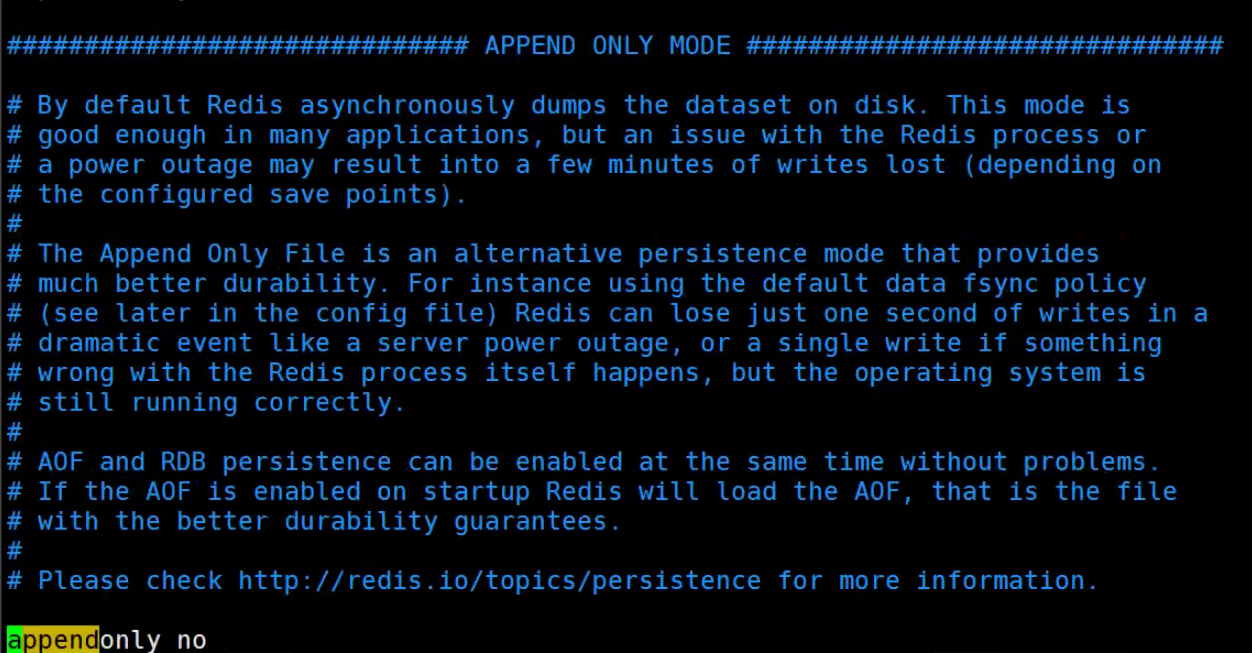 ############################## APPEND ONLY MODE ###############################
# By default Redis asynchronously dumps the dataset on disk. This mode is
# good enough in many applications, but an issue with the Redis process or
# a power outage may result into a few minutes of writes lost (depending on
# the configured save points).
#
# The Append Only File is an alternative persistence mode that provides
# much better durability. For instance using the default data fsync policy
# (see later in the config file) Redis can lose just one second of writes in a
# dramatic event like a server power outage, or a single write if something
# wrong with the Redis process itself happens, but the operating system is
# still running correctly.
#
# AOF and RDB persistence can be enabled at the same time without problems.
# If the AOF is enabled on startup Redis will load the AOF, that is the file
# with the better durability guarantees.
#
# Please check http://redis.io/topics/persistence for more information.
appendonly no